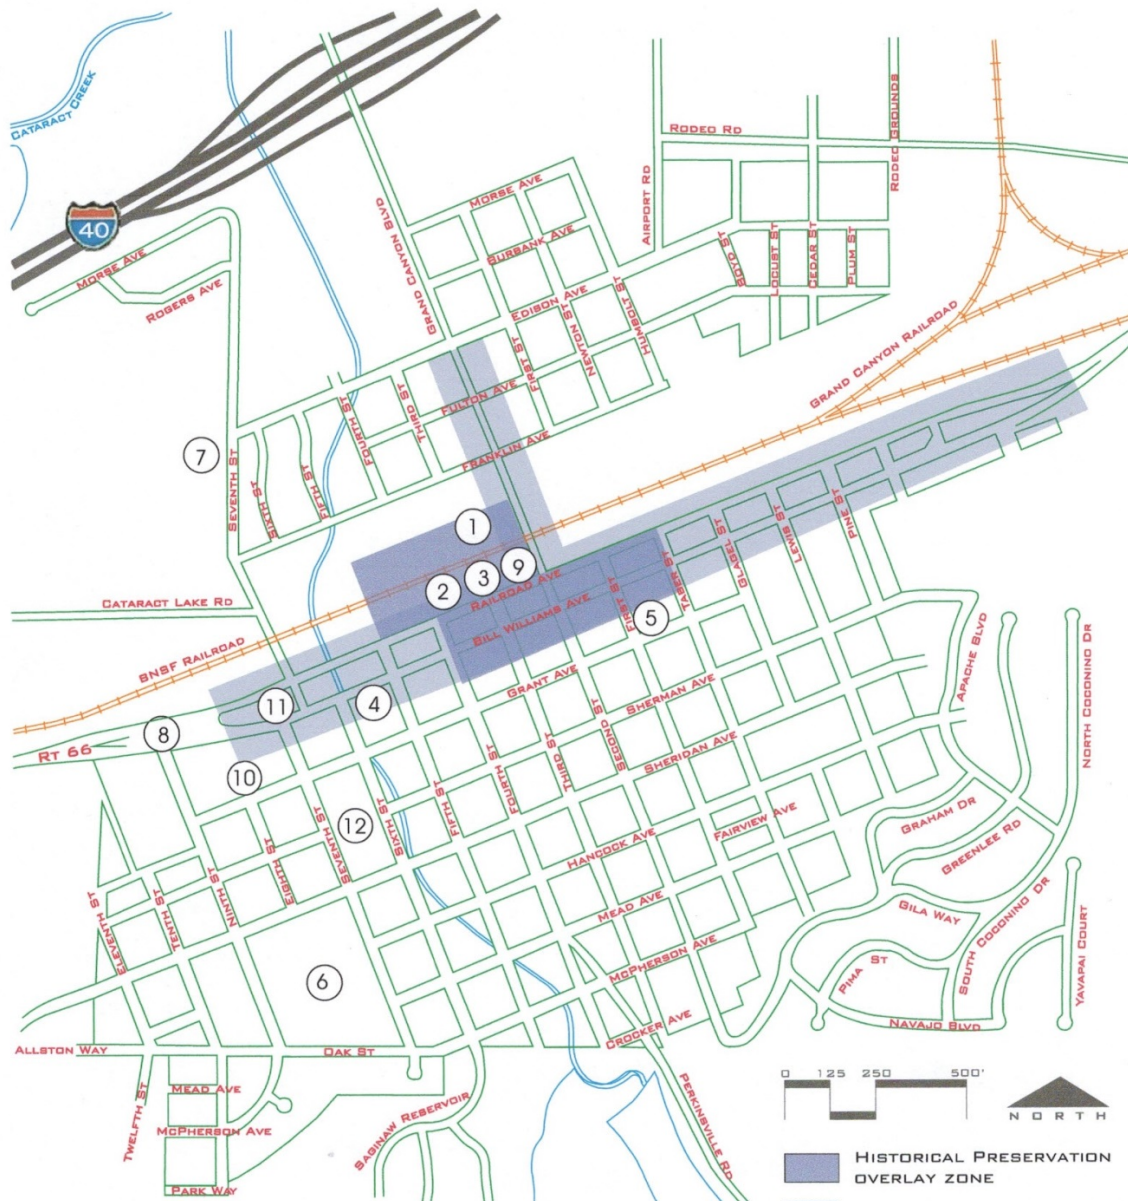 CATARACT CREEK
40
RODEO RD
RODEO GROUNDS
AIRPORT RD
MORSE AVE
GRAND CANYON BLVD
BURBANK AVE
MORSE AVE
ROGERS AVE
BOYD ST
LOCUST ST
CEDAR ST
PLUM ST
EDISON AVE
NEWTON ST
HUMBOLT ST
FIRST ST
GRAND CANYON RAILROAD
FOURTH ST
THIRD ST
FULTON AVE
FRANKLIN AVE
7
SEVENTH ST
SIXTH ST
FIFTH ST
1
9
3
2
RAILROAD AVE
BILL WILLIAMS AVE
FIRST ST
TABER ST
SLAGEL ST
LEWIS ST
PINE ST
5
CATARACT LAKE RD
BNSF RAILROAD
11
4
8
RT 66
10
12
GRANT AVE
SHERMAN AVE
SHERIDAN AVE
SECOND ST
THIRD ST
FOURTH ST
FIFTH ST
SIXTH ST
SEVENTH ST
EIGHTH ST
NINTH ST
TENTH ST
ELEVENTH ST
HANCOCK AVE
FAIRVIEW AVE
MEAD AVE
MCPHERSON AVE
CROCKER AVE
APACHE BLVD
NORTH COCONINO DR
GRAHAM DR
GREENLEE RD
GILA WAY
SOUTH COCONINO DR
PIMA ST
YAVAPAI COURT
NAVAJO BLVD
6
ALLSTON WAY
OAK ST
TWELFTH ST
MEAD AVE
MCPHERSON AVE
PARK WAY
SAGINAW RESERVOIR
PERKINSVILLE RD
0 125 250 500'
NORTH
HISTORICAL PRESERVATION
OVERLAY ZONE